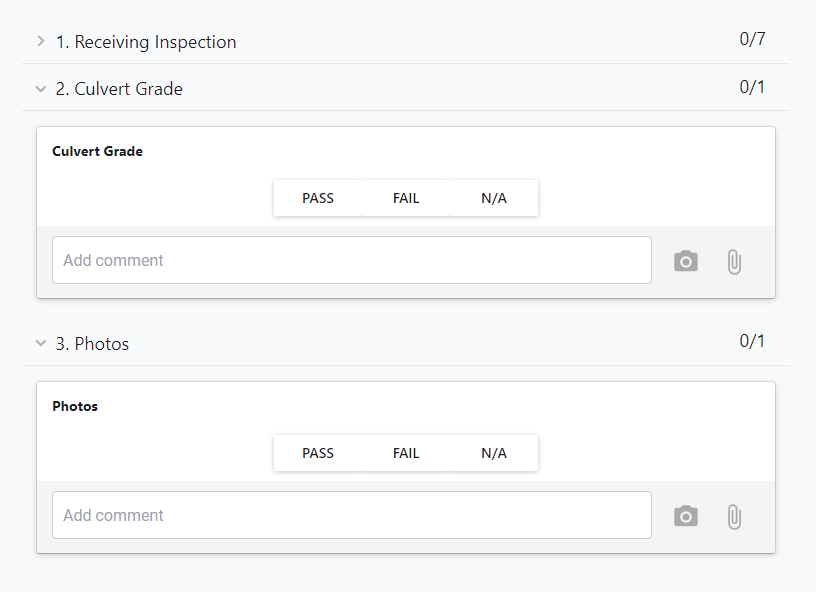 1. Receiving Inspection 0/7
2. Culvert Grade 0/1
Culvert Grade
PASS FAIL N/A
Add comment
3. Photos 0/1
Photos
PASS FAIL N/A
Add comment